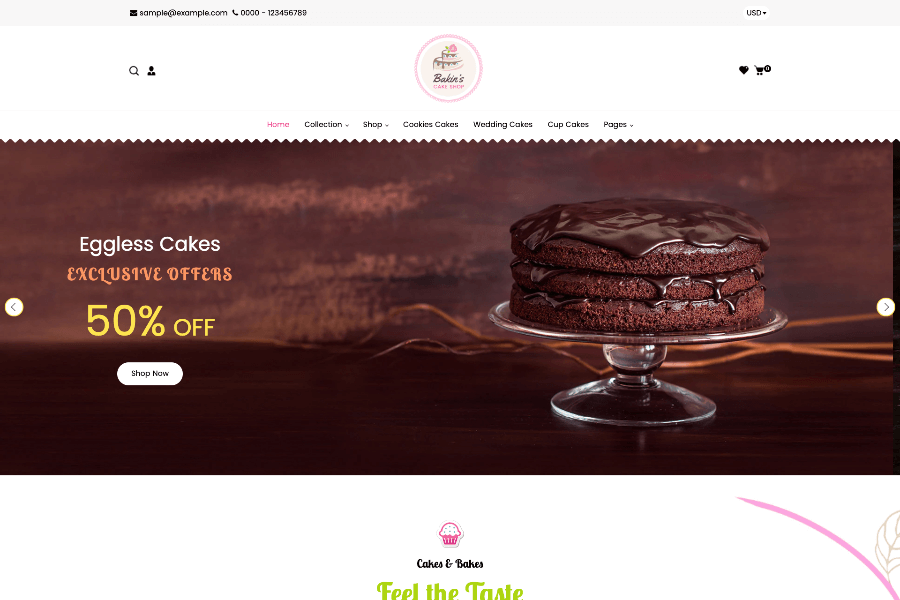 sample@example.com 0000 - 123456789
USD
Bakin's
CAKE SHOP
0
Home Collection Shop Cookies Cakes Wedding Cakes Cup Cakes Pages
Eggless Cakes
EXCLUSIVE OFFERS
50% OFF
Shop Now
Cakes & Bakes
Feel the Taste